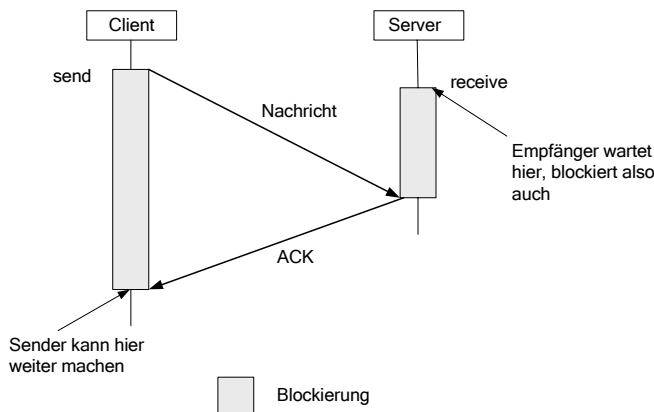 Client
Server
send
receive
Nachricht
Empfänger wartet
hier, blockiert also
auch
ACK
Sender kann hier
weiter machen
Blockierung